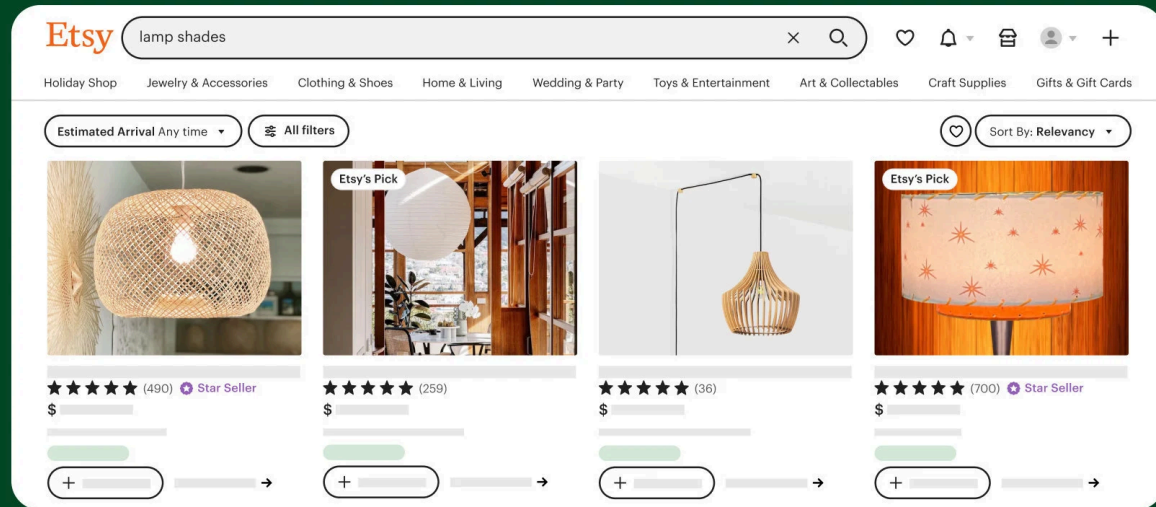 Etsy
lamp shades
Holiday Shop Jewelry & Accessories Clothing & Shoes Home & Living Wedding & Party Toys & Entertainment Art & Collectables Craft Supplies Gifts & Gift Cards
Estimated Arrival Any time All filters Sort By: Relevancy
Etsy's Pick Etsy's Pick
(490) Star Seller (259) (36) (700) Star Seller
$ $ $ $